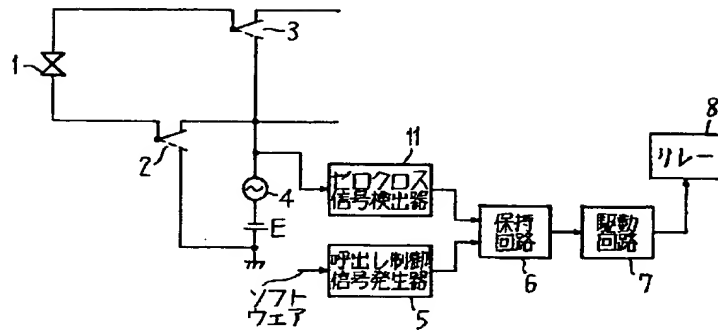 3
1
2
4
E
11
ゼロクロス
信号検出器
呼出し制御
信号発生器
5
ソフト
ウェア
保持
回路
6
駆動
回路
7
8
リレー